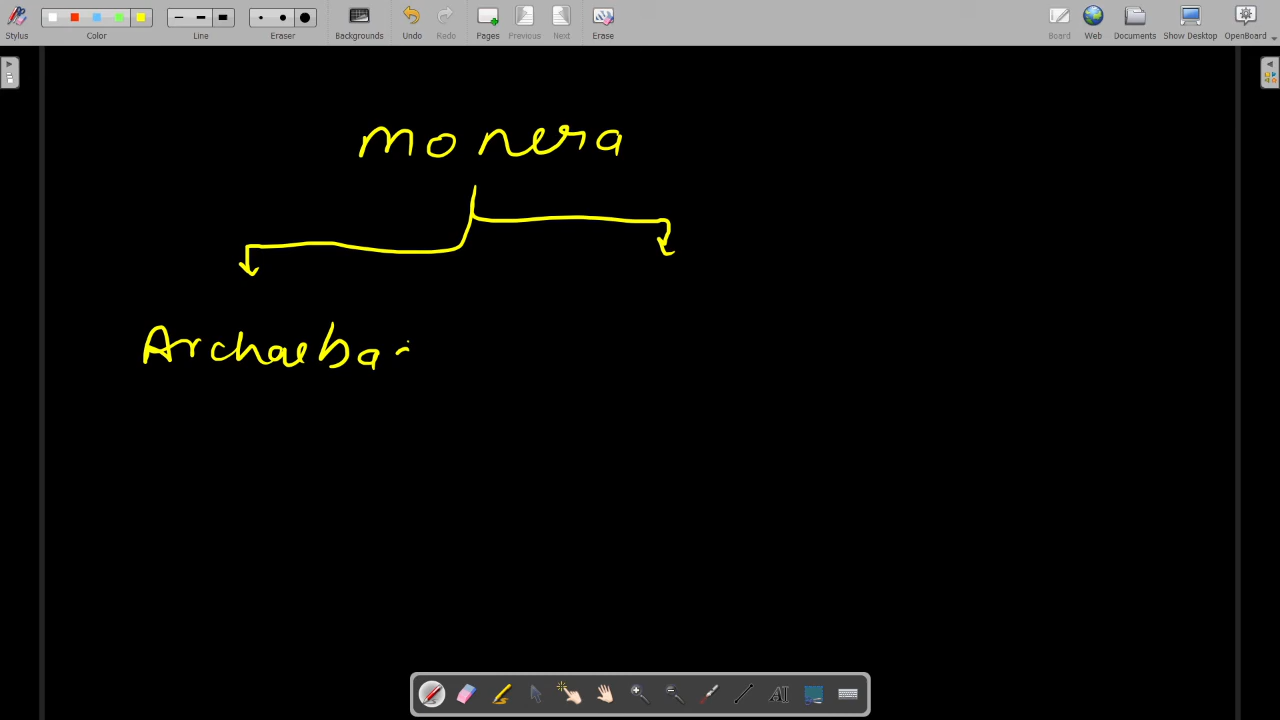 Stylus
Color
Line
Eraser
Backgrounds
Undo
Redo
Pages
Previous
Next
Erase
Board
Web
Documents
Show Desktop
OpenBoard
monera
Archaeba
AI